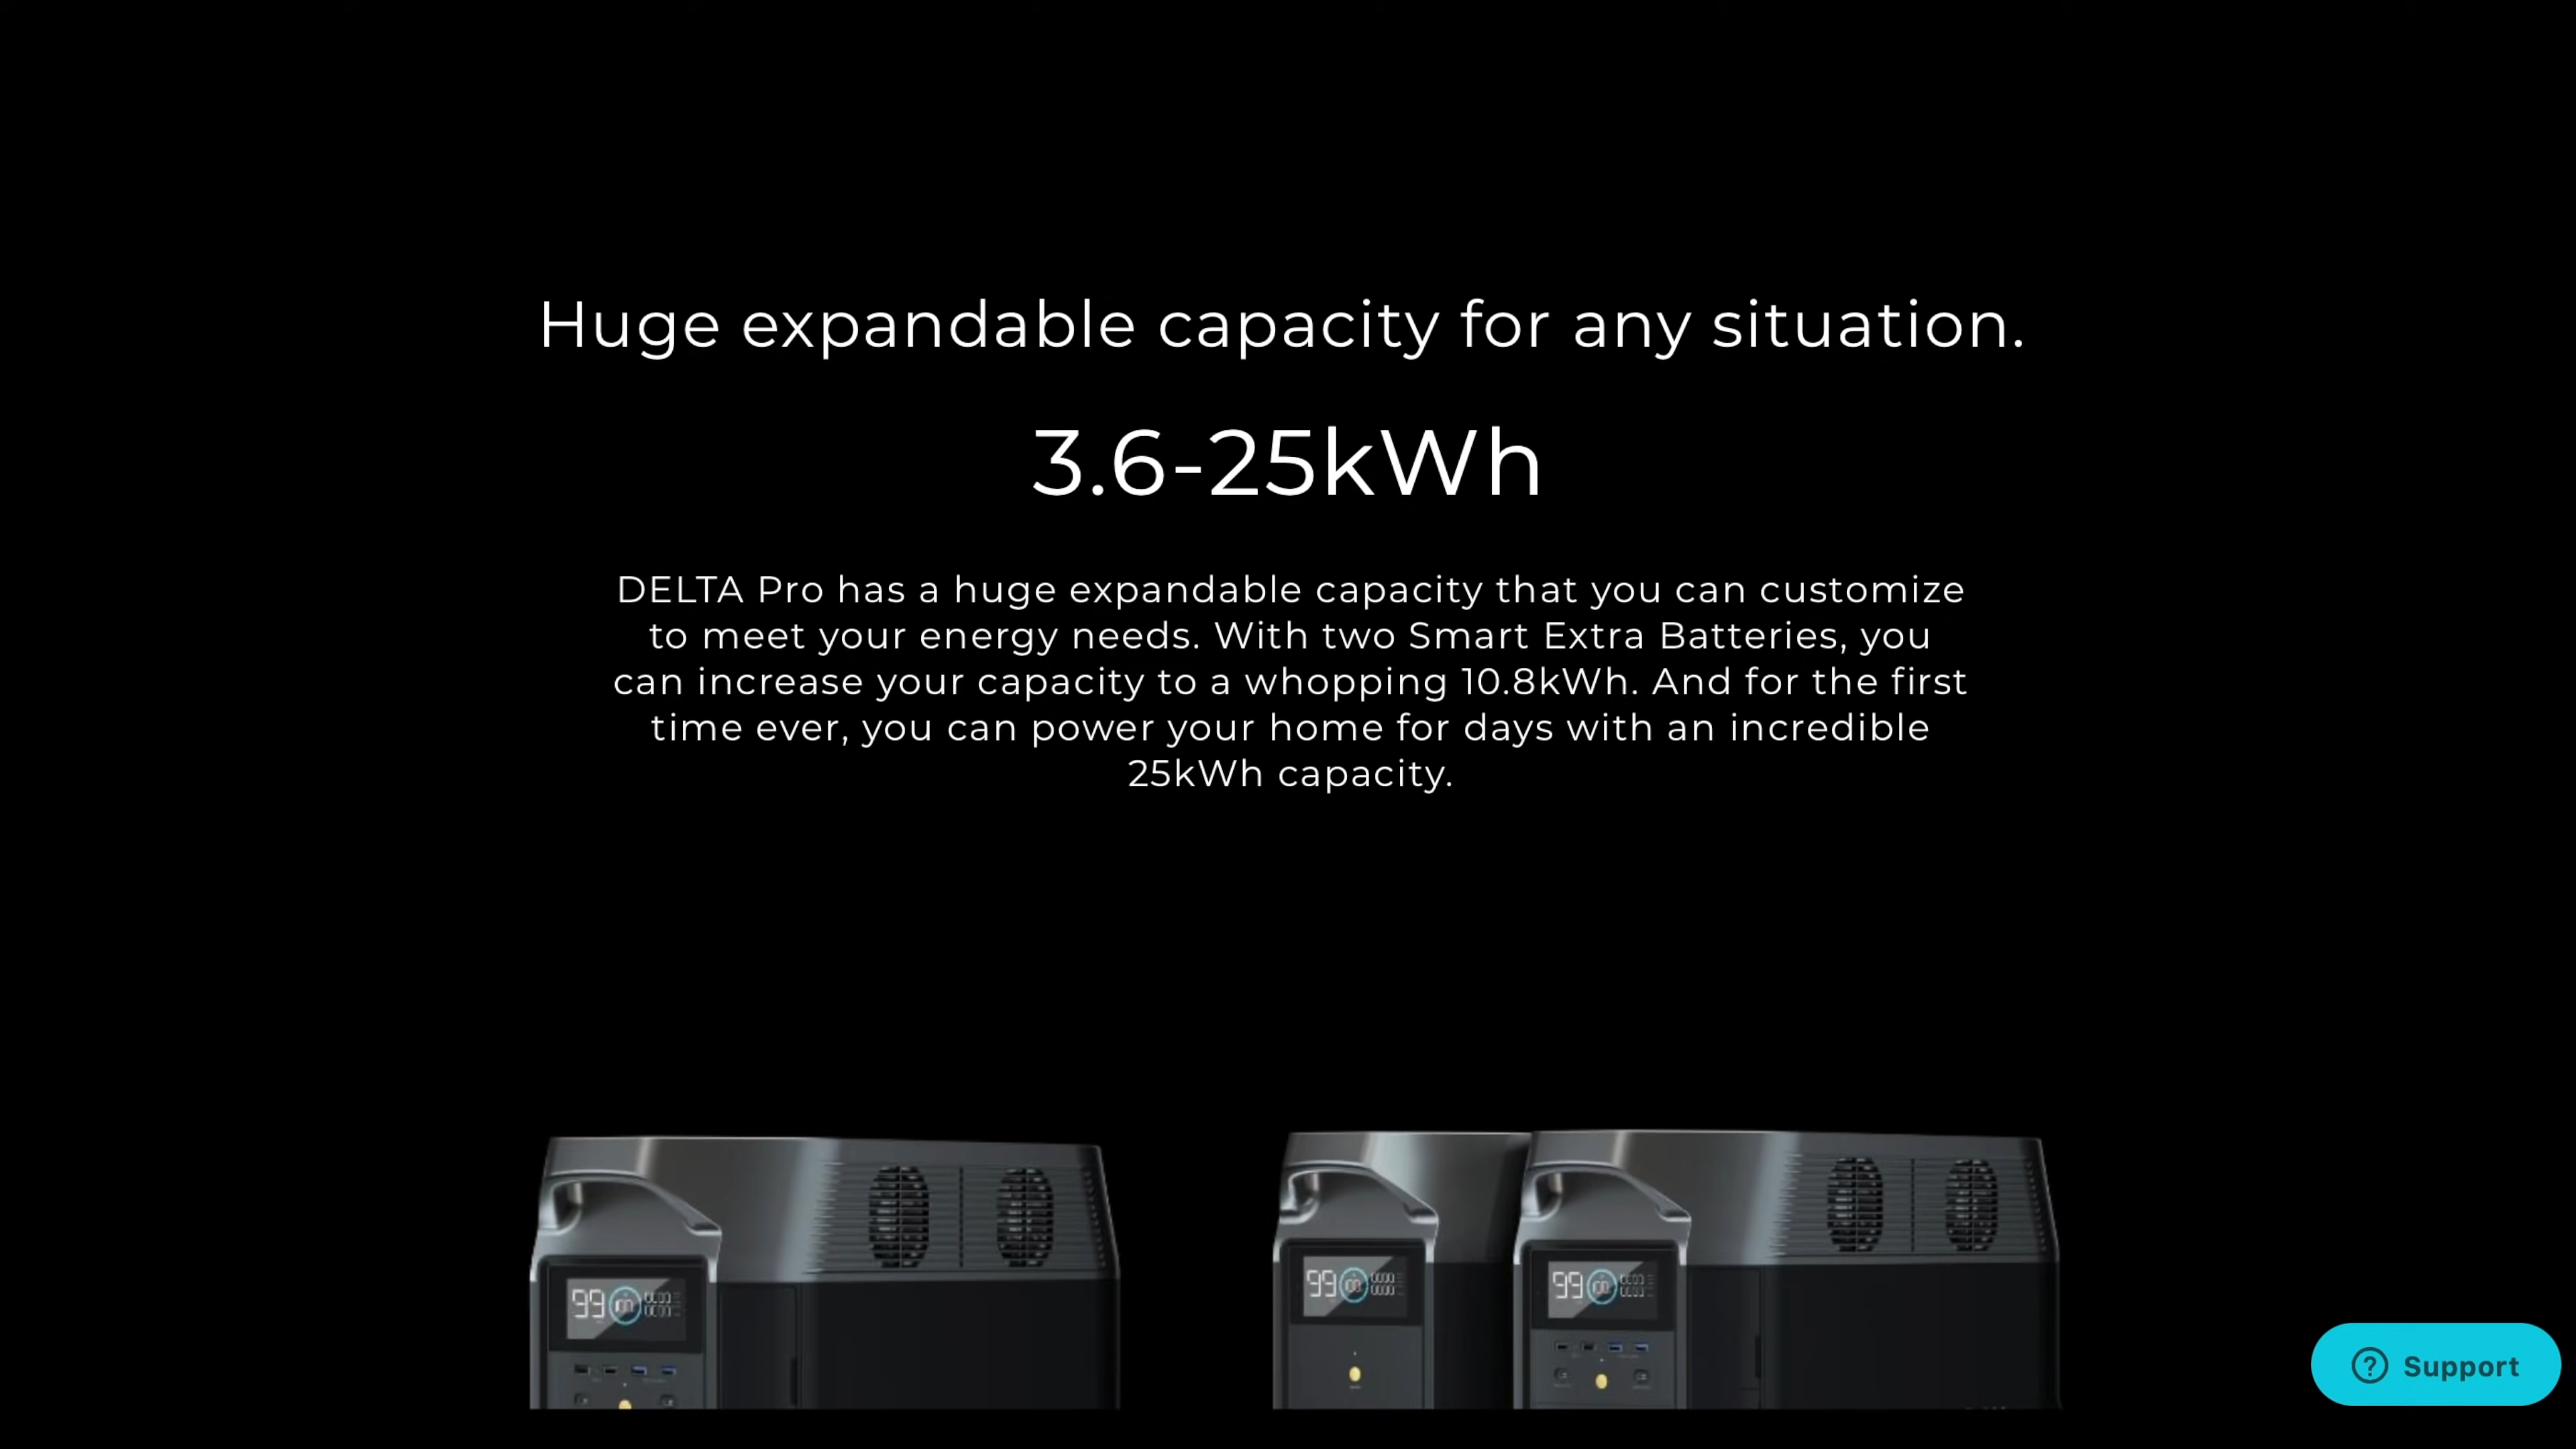 Huge expandable capacity for any situation.
3.6-25kWh
DELTA Pro has a huge expandable capacity that you can customize
to meet your energy needs. With two Smart Extra Batteries, you
can increase your capacity to a whopping 10.8kWh. And for the first
time ever, you can power your home for days with an incredible
25kWh capacity.
99
99
99
Support